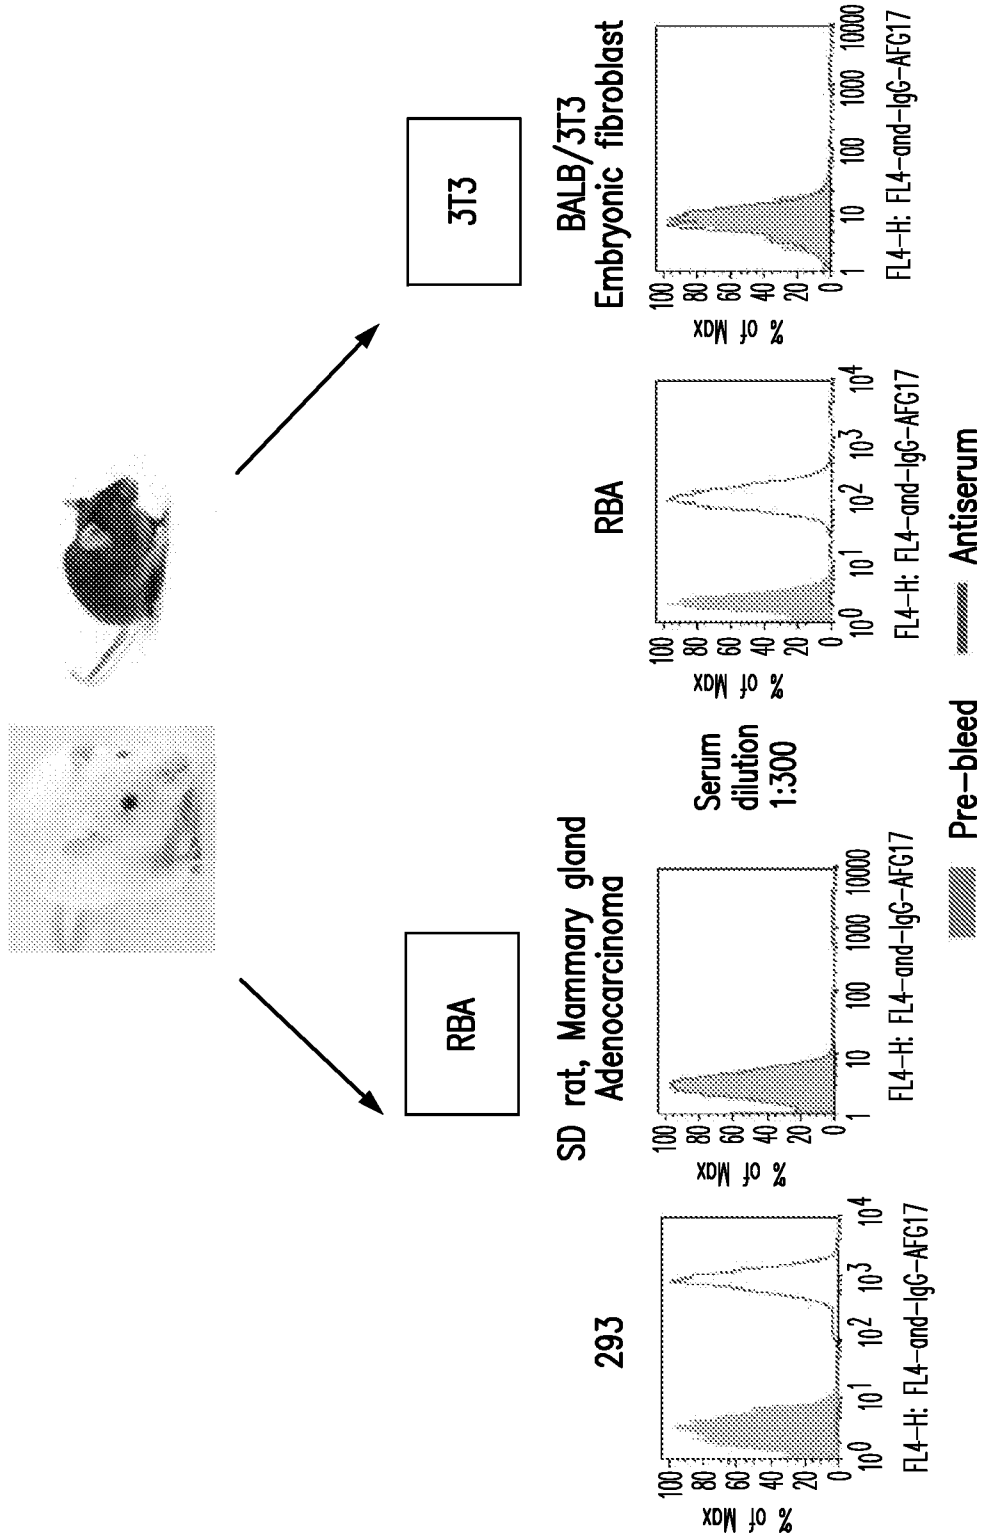 RBA
3T3
SD rat, Mammary gland
Adenocarcinoma
BALB/3T3
Embryonic fibroblast
293
% of Max
100
80
60
40
20
0
10^0 10^1 10^2 10^3 10^4
FL4-H: FL4-and-IgG-AFG17
% of Max
100
80
60
40
20
0
1 10 100 1000 10000
FL4-H: FL4-and-IgG-AFG17
Serum
dilution
1:300
RBA
% of Max
100
80
60
40
20
0
10^0 10^1 10^2 10^3 10^4
FL4-H: FL4-and-IgG-AFG17
% of Max
100
80
60
40
20
0
1 10 100 1000 10000
FL4-H: FL4-and-IgG-AFG17
Pre-bleed Antiserum